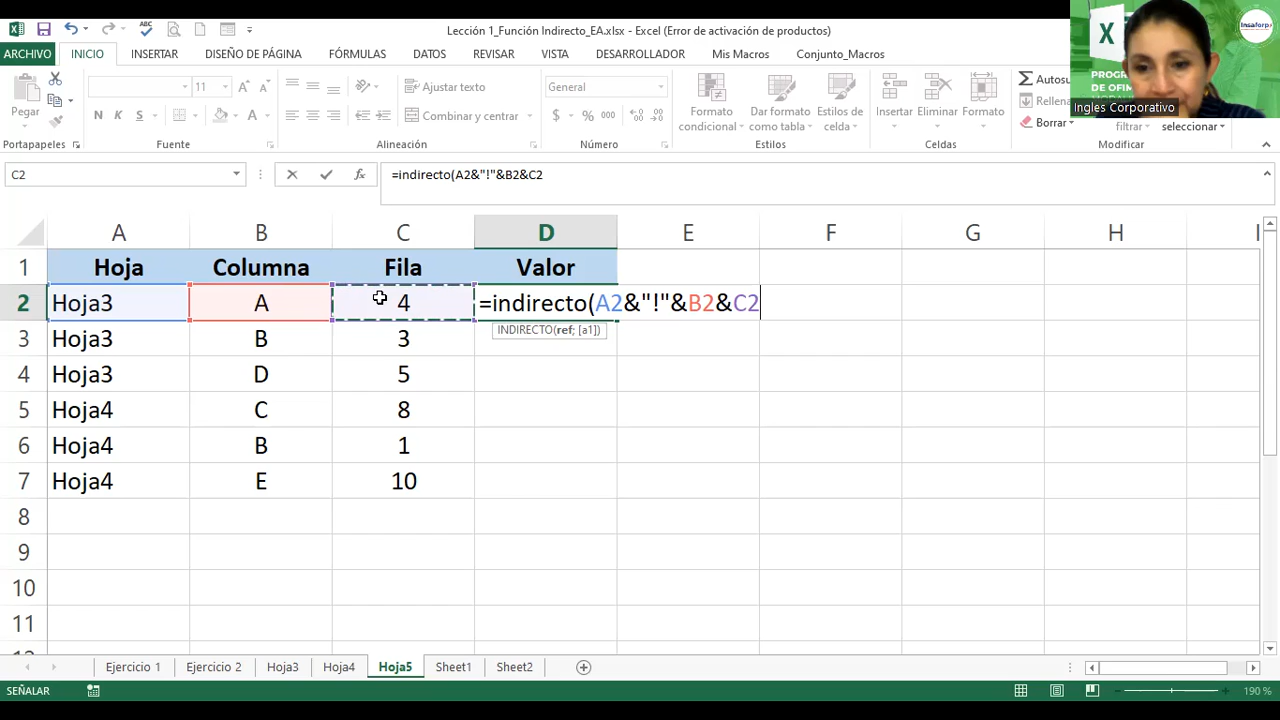 Lección 1_Función Indirecto_EA.xlsx - Excel (Error de activación de productos)
ARCHIVO INICIO INSERTAR DISEÑO DE PÁGINA FÓRMULAS DATOS REVISAR VISTA DESARROLLADOR Mis Macros Conjunto_Macros
Pegar
11
Ajustar texto
Combinar y centrar
General
Formato condicional
Dar formato como tabla
Estilos de celda
Insertar Eliminar Formato
Autosu
Rellena
Borrar
filtrar
seleccionar
Portapapeles Fuente Alineación Número Estilos Celdas Modificar
PROGR
DE OFIM
Insaforp
Ingles Corporativo
C2
=indirecto(A2&"!"&B2&C2
A B C D E F G H I
1 Hoja Columna Fila Valor
2 Hoja3 A 4 =indirecto(A2&"!"&B2&C2
INDIRECTO(ref; [a1])
3 Hoja3 B 3
4 Hoja3 D 5
5 Hoja4 C 8
6 Hoja4 B 1
7 Hoja4 E 10
8
9
10
11
Ejercicio 1 Ejercicio 2 Hoja3 Hoja4 Hoja5 Sheet1 Sheet2
SEÑALAR
190 %